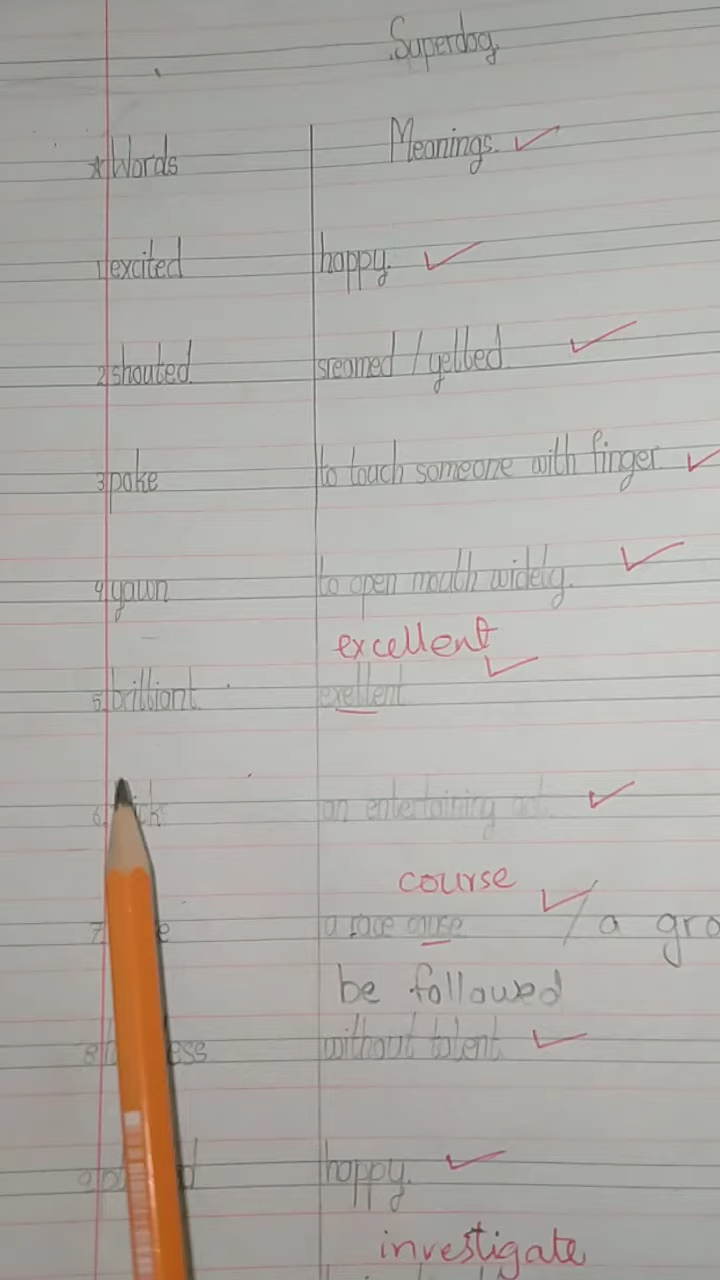 Superdog
*Words Meanings.
1 excited happy.
2 shouted sreamed / yelled
3 poke to touch someone with finger
4 yawn to open mouth widely.
excellent
5 brilliant exellent
6 an entertaining act.
course
7 a race cause / a gro
be followed
8 without talent
9 happy.
investigate